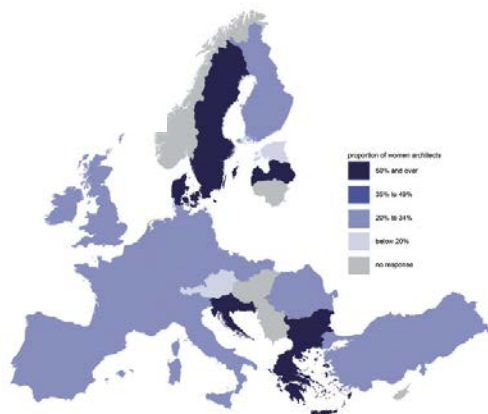 proportion of women architects
50% and over
35% to 49%
20% to 34%
below 20%
no response